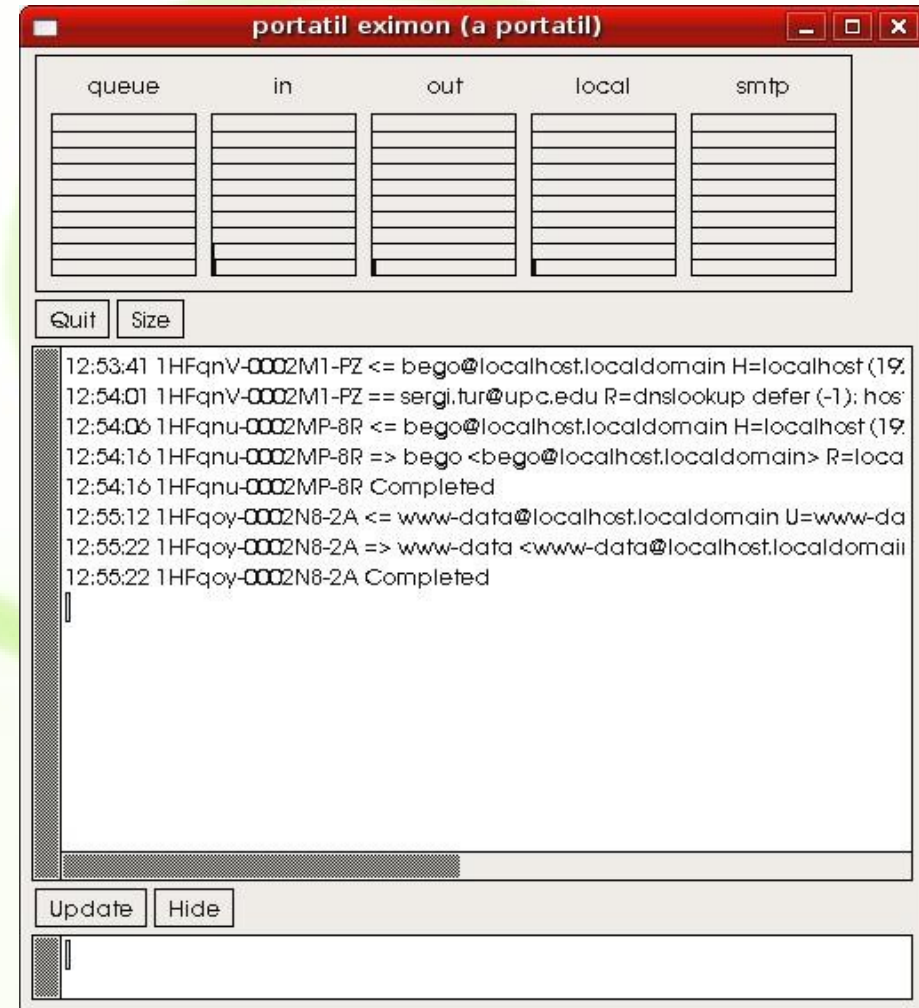 portatil eximon (a portatil)
queue in out local smtp
Quit Size
12:53:41 1HFqnV-0002M1-PZ <= bego@localhost.localdomain H=localhost (19
12:54:01 1HFqnV-0002M1-PZ == sergi.tur@upc.edu R=dnslookup defer (-1): hos
12:54:06 1HFqnu-0002MP-8R <= bego@localhost.localdomain H=localhost (19
12:54:16 1HFqnu-0002MP-8R => bego <bego@localhost.localdomain> R=loca
12:54:16 1HFqnu-0002MP-8R Completed
12:55:12 1HFqoy-0002N8-2A <= www-data@localhost.localdomain U=www-da
12:55:22 1HFqoy-0002N8-2A => www-data <www-data@localhost.localdomai
12:55:22 1HFqoy-0002N8-2A Completed
Update Hide